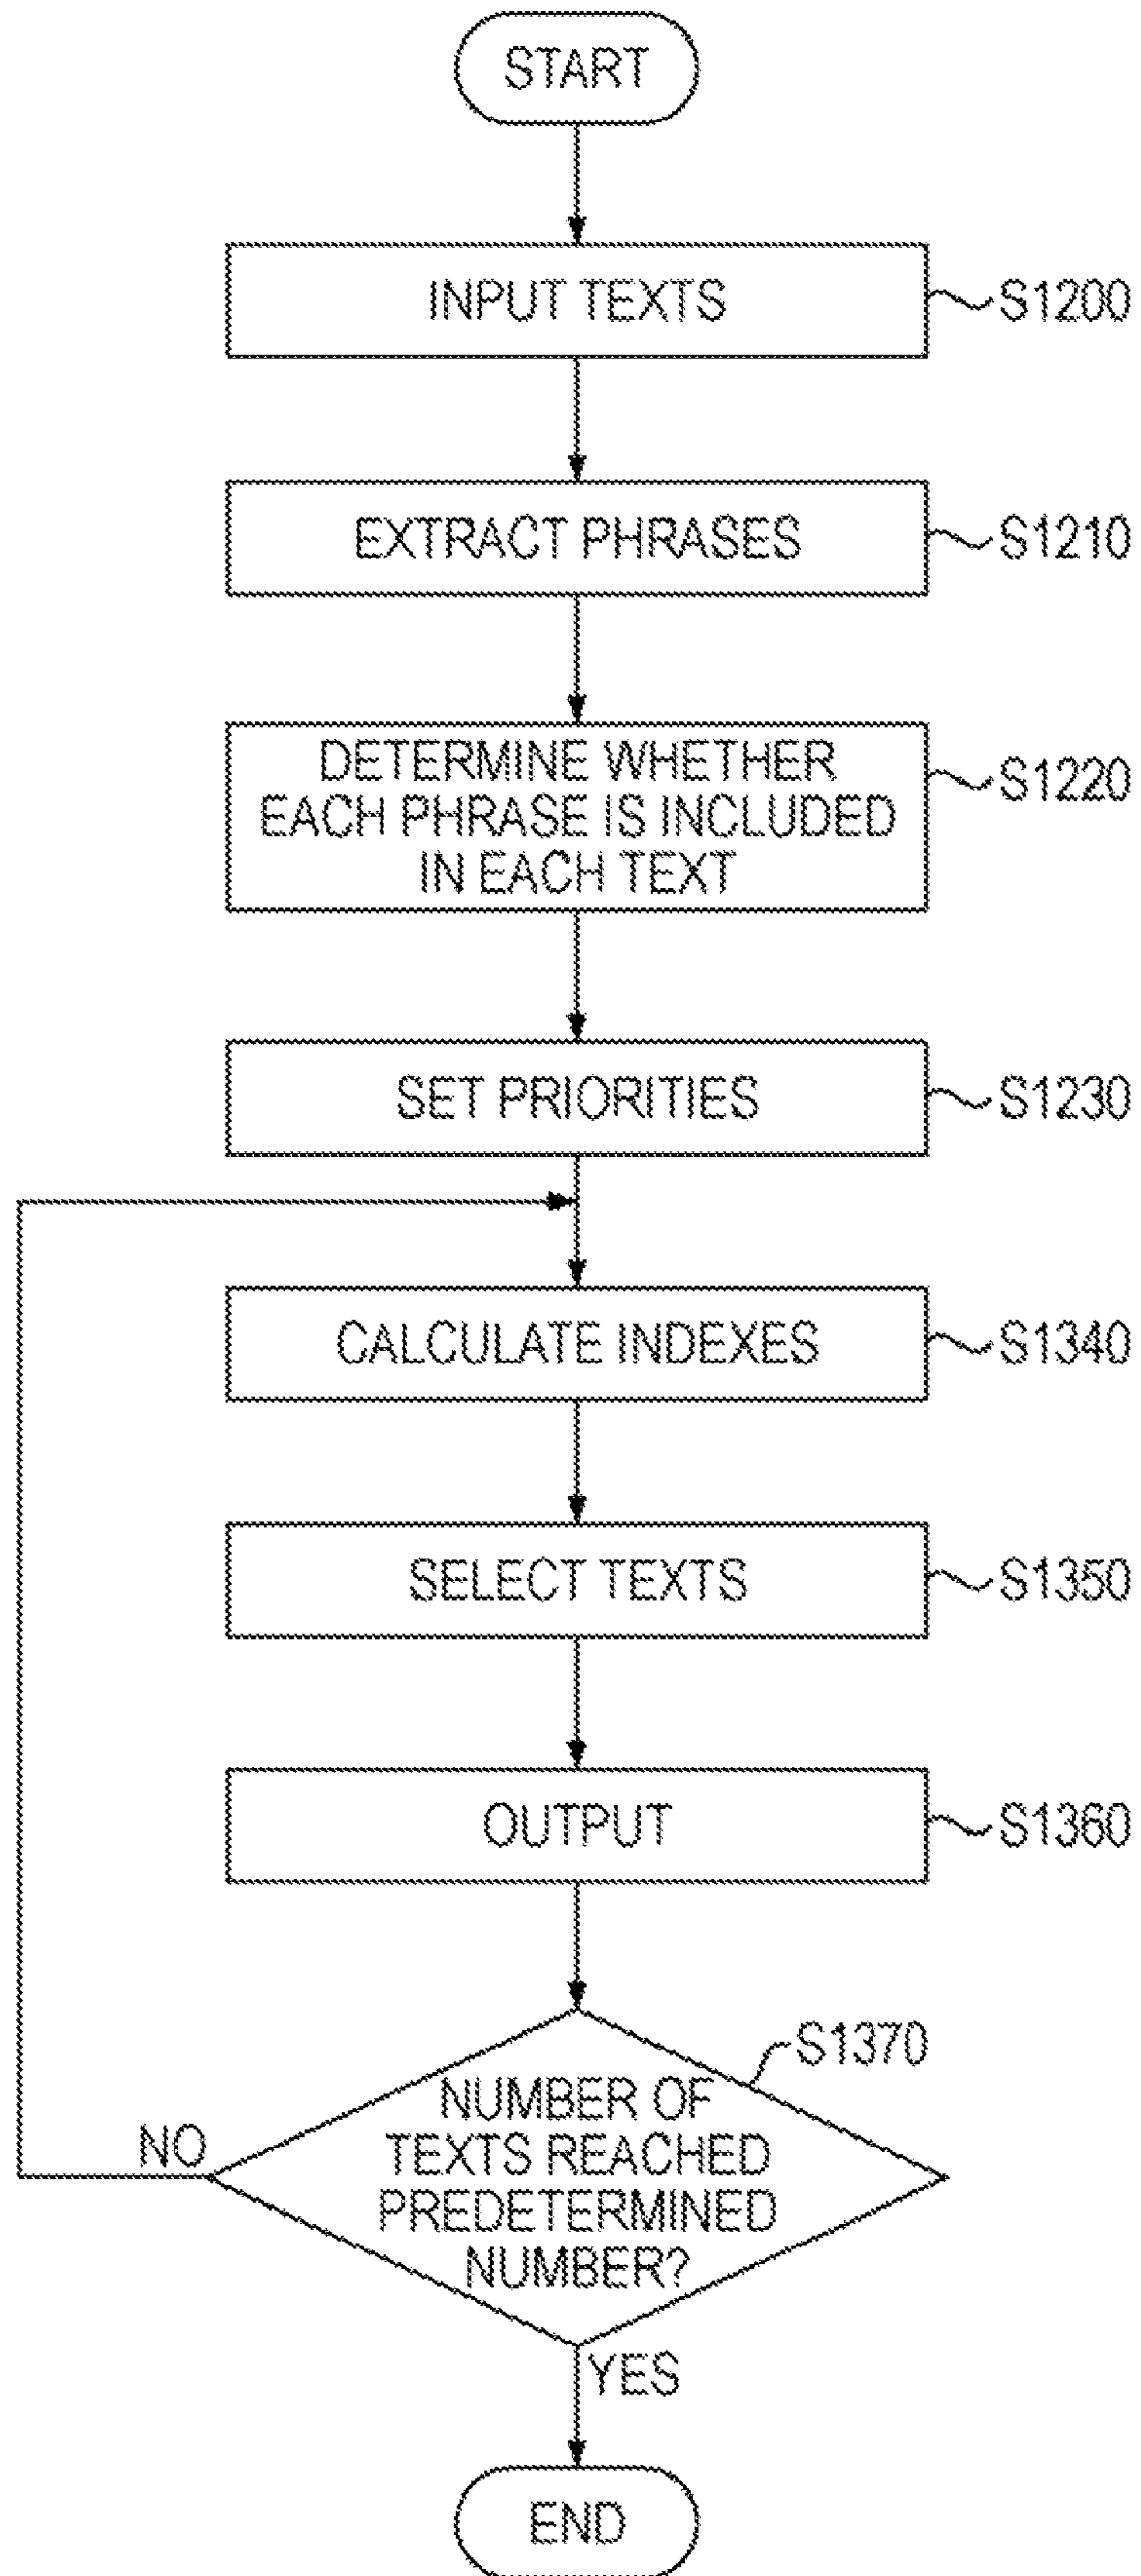 START
INPUT TEXTS
S1200
EXTRACT PHRASES
S1210
DETERMINE WHETHER
EACH PHRASE IS INCLUDED
IN EACH TEXT
S1220
SET PRIORITIES
S1230
CALCULATE INDEXES
S1340
SELECT TEXTS
S1350
OUTPUT
S1360
S1370
NUMBER OF
TEXTS REACHED
PREDETERMINED
NUMBER?
NO
YES
END